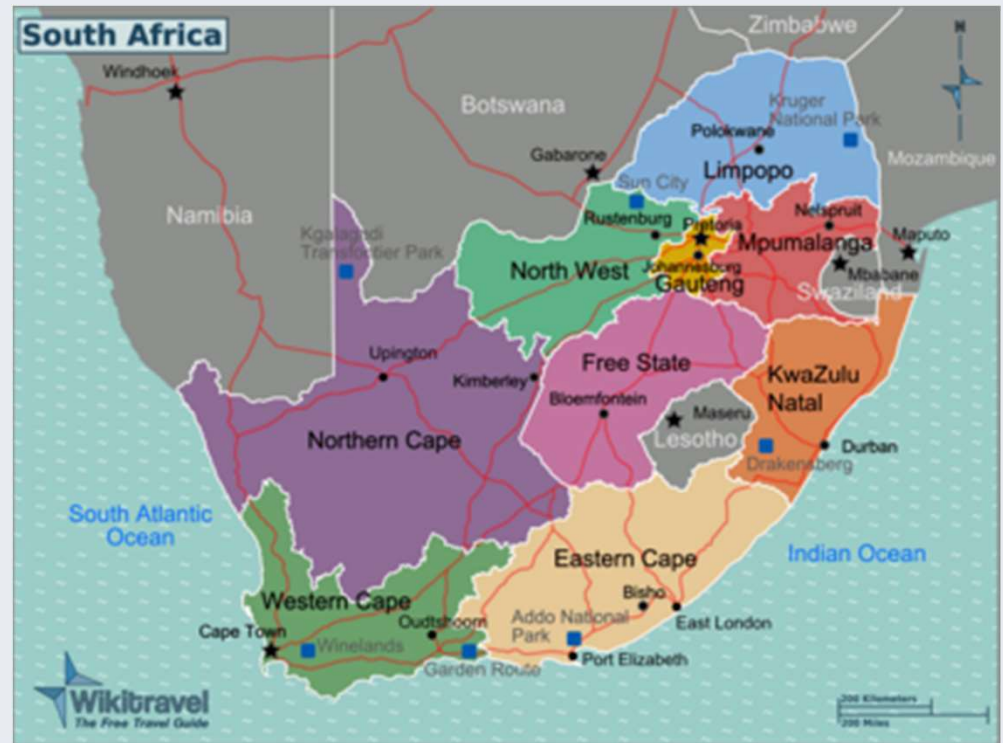 South Africa
Zimbabwe
N
Windhoek
Botswana
Kruger
National Park
Polokwane
Gabarone
Limpopo
Mozambique
Sun City
Namibia
Rustenburg
Pretoria
Nelspruit
Kgalagadi
Transfontier Park
Mpumalanga
Maputo
North West
Johannesburg
Mbabane
Gauteng
Swaziland
Upington
Free State
Kimberley
KwaZulu
Natal
Bloemfontein
Maseru
Northern Cape
Lesotho
Durban
Drakensberg
South Atlantic
Ocean
Indian Ocean
Eastern Cape
Western Cape
Bisho
Addo National
Park
East London
Cape Town
Oudtshoorn
Winelands
Garden Route
Port Elizabeth
Wikitravel
The Free Travel Guide
200 Kilometers
200 Miles